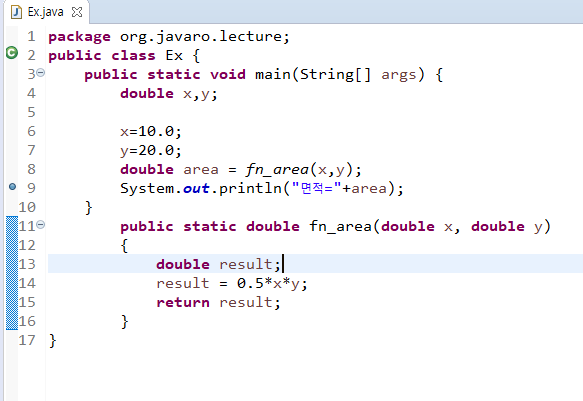 Ex.java
1 package org.javaro.lecture;
2 public class Ex {
3 public static void main(String[] args) {
4 double x,y;
5
6 x=10.0;
7 y=20.0;
8 double area = fn_area(x,y);
9 System.out.println("면적="+area);
10 }
11 public static double fn_area(double x, double y)
12 {
13 double result;
14 result = 0.5*x*y;
15 return result;
16 }
17 }